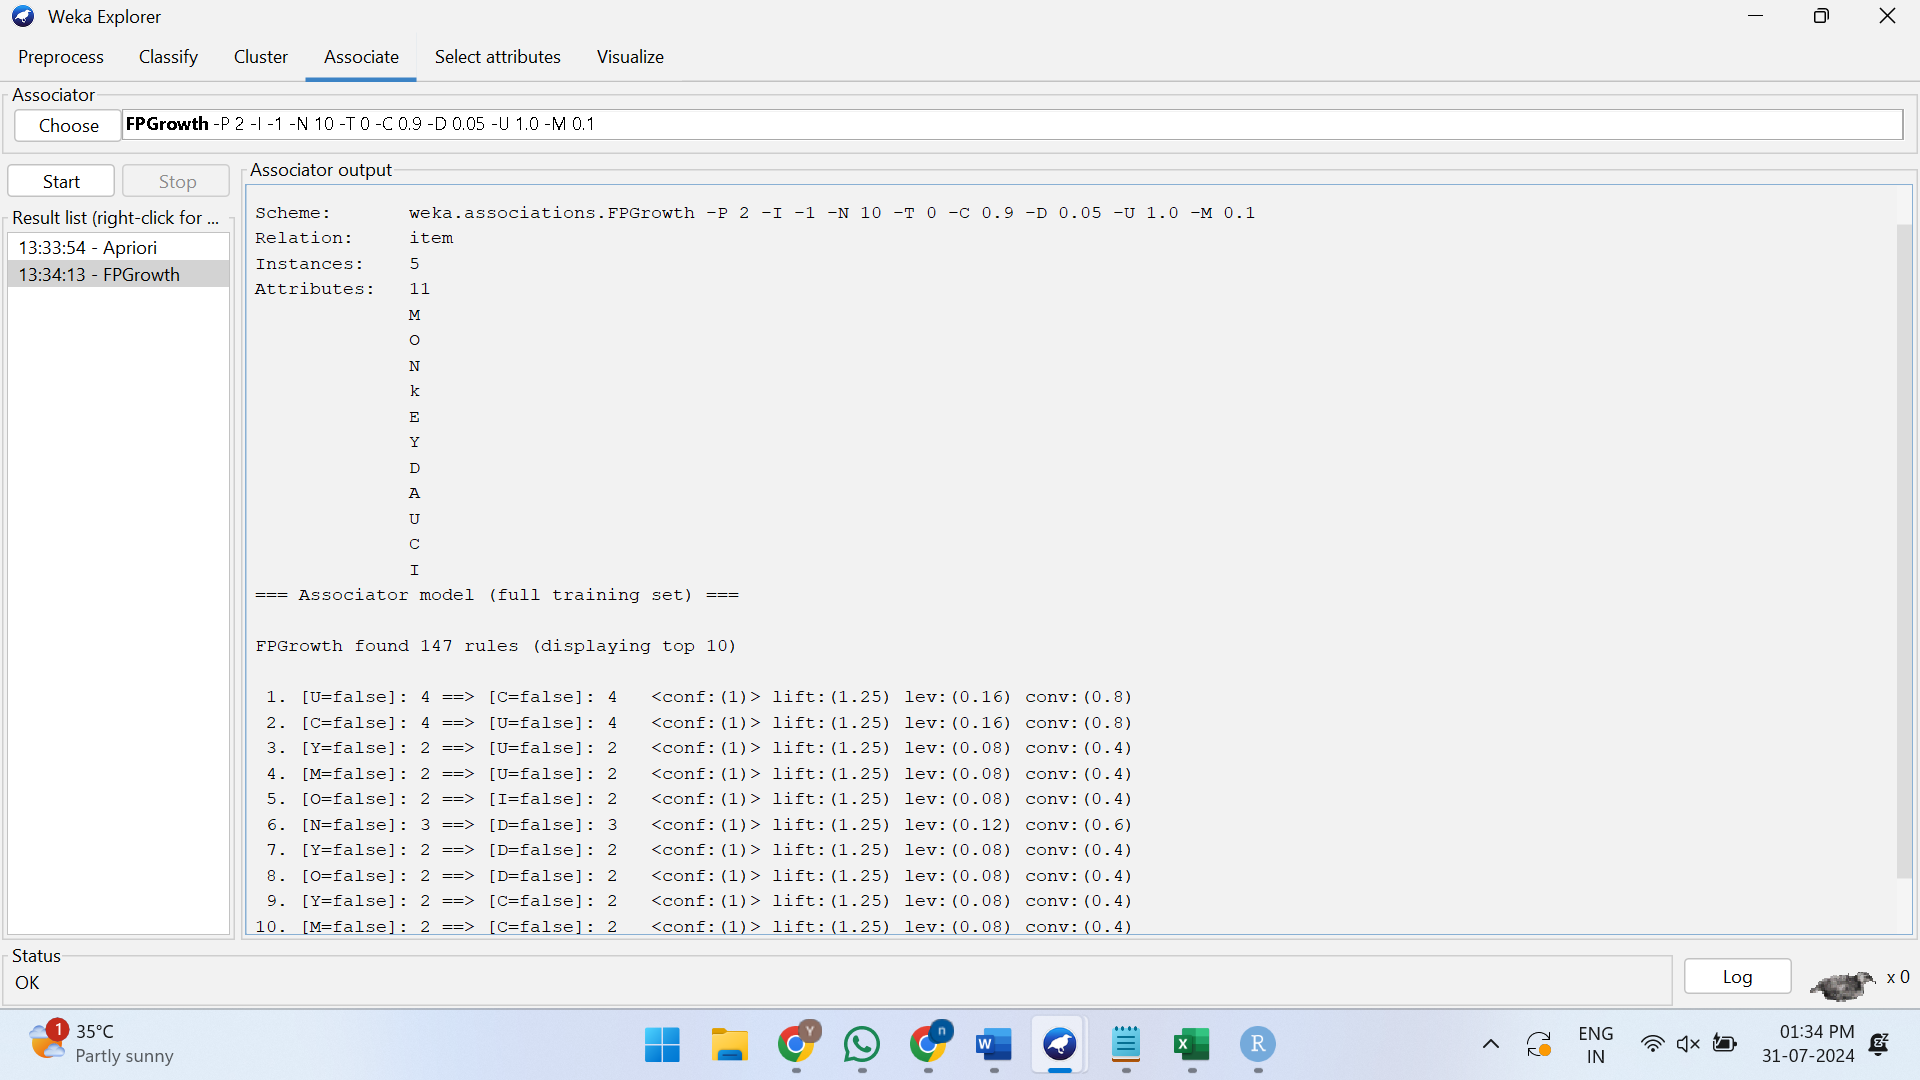 Weka Explorer
Preprocess Classify Cluster Associate Select attributes Visualize
Associator
Choose FPGrowth -P 2 -I -1 -N 10 -T 0 -C 0.9 -D 0.05 -U 1.0 -M 0.1
Start Stop
Result list (right-click for ...
13:33:54 - Apriori
13:34:13 - FPGrowth
Associator output
Scheme: weka.associations.FPGrowth -P 2 -I -1 -N 10 -T 0 -C 0.9 -D 0.05 -U 1.0 -M 0.1
Relation: item
Instances: 5
Attributes: 11
M
O
N
k
E
Y
D
A
U
C
I
=== Associator model (full training set) ===
FPGrowth found 147 rules (displaying top 10)
1. [U=false]: 4 ==> [C=false]: 4 <conf:(1)> lift:(1.25) lev:(0.16) conv:(0.8)
2. [C=false]: 4 ==> [U=false]: 4 <conf:(1)> lift:(1.25) lev:(0.16) conv:(0.8)
3. [Y=false]: 2 ==> [U=false]: 2 <conf:(1)> lift:(1.25) lev:(0.08) conv:(0.4)
4. [M=false]: 2 ==> [U=false]: 2 <conf:(1)> lift:(1.25) lev:(0.08) conv:(0.4)
5. [O=false]: 2 ==> [I=false]: 2 <conf:(1)> lift:(1.25) lev:(0.08) conv:(0.4)
6. [N=false]: 3 ==> [D=false]: 3 <conf:(1)> lift:(1.25) lev:(0.12) conv:(0.6)
7. [Y=false]: 2 ==> [D=false]: 2 <conf:(1)> lift:(1.25) lev:(0.08) conv:(0.4)
8. [O=false]: 2 ==> [D=false]: 2 <conf:(1)> lift:(1.25) lev:(0.08) conv:(0.4)
9. [Y=false]: 2 ==> [C=false]: 2 <conf:(1)> lift:(1.25) lev:(0.08) conv:(0.4)
10. [M=false]: 2 ==> [C=false]: 2 <conf:(1)> lift:(1.25) lev:(0.08) conv:(0.4)
Status
OK
Log
x 0
1
35°C
Partly sunny
Y
n
W
X
R
ENG
IN
01:34 PM
31-07-2024